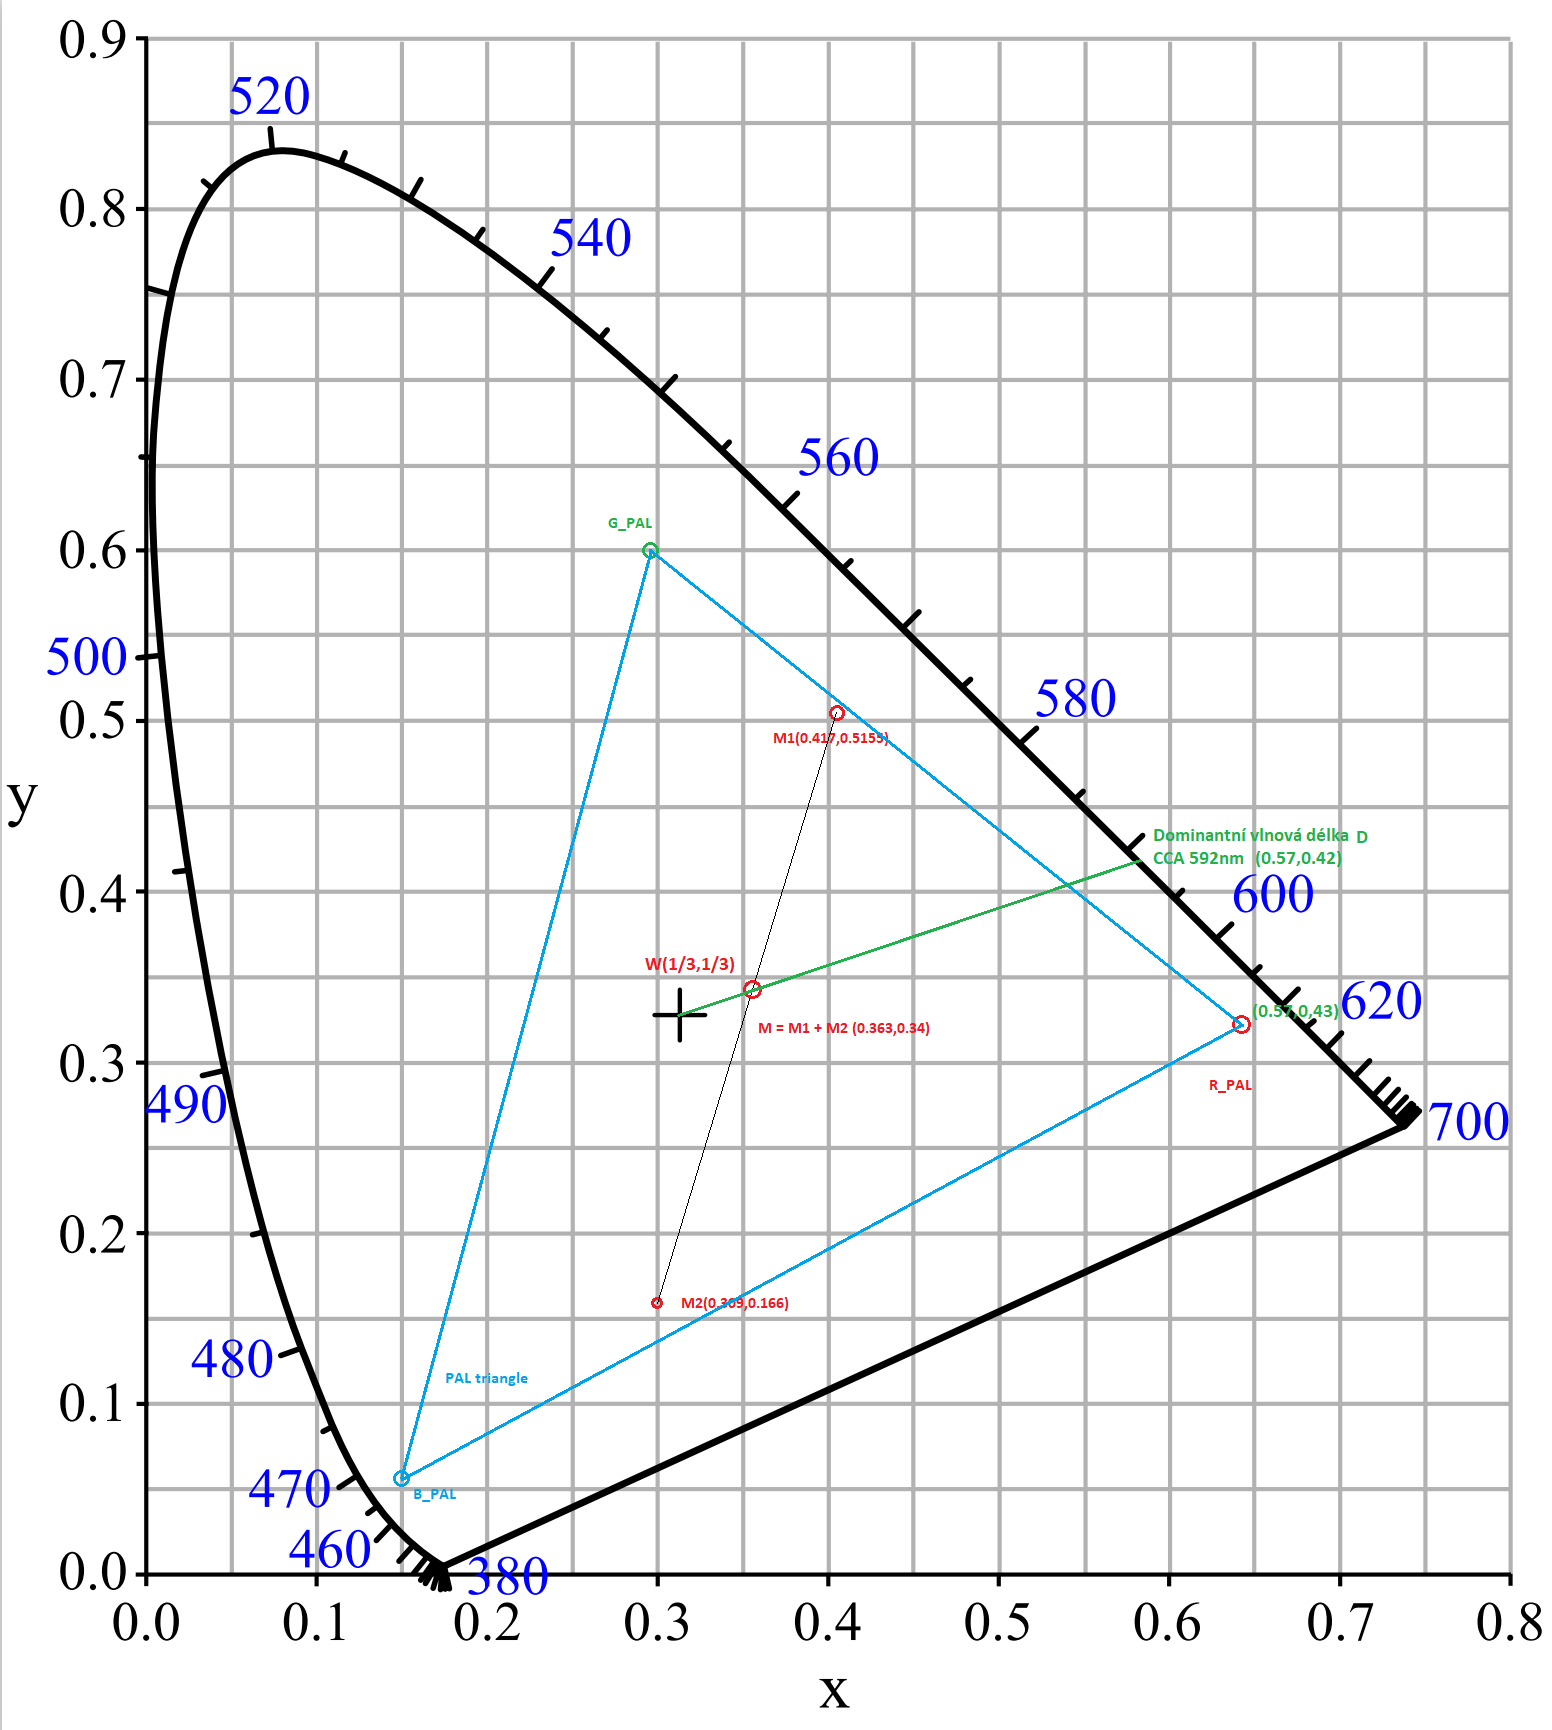 0.9
520
0.8
540
0.7
560
G_PAL
0.6
500
580
0.5
M1(0.417,0.5155)
y
Dominantní vlnová délka D
CCA 592nm (0.57,0.42)
0.4
600
W(1/3,1/3)
620
(0.57,0,43)
M = M1 + M2 (0.363,0.34)
0.3
R_PAL
490
700
0.2
M2(0.309,0.166)
480
PAL triangle
0.1
470
B_PAL
460
0.0
380
0.0 0.1 0.2 0.3 0.4 0.5 0.6 0.7 0.8
x